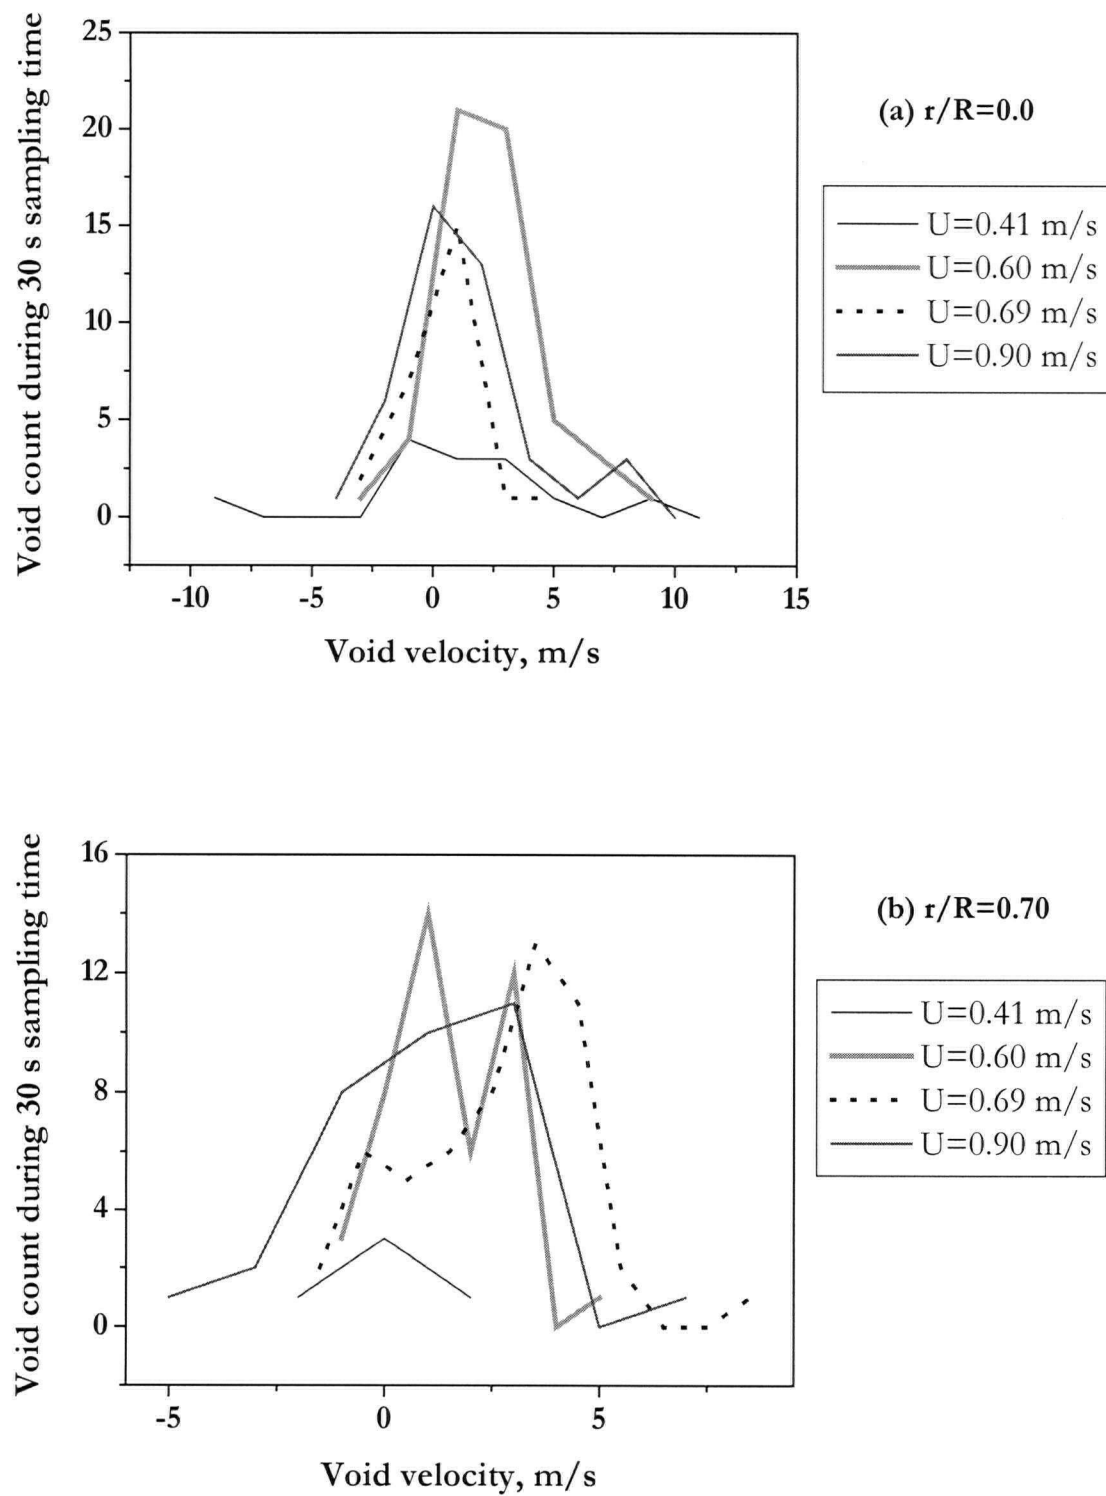 25
20
15
10
5
0
-10 -5 0 5 10 15
Void count during 30 s sampling time
Void velocity, m/s
(a) r/R=0.0
U=0.41 m/s
U=0.60 m/s
U=0.69 m/s
U=0.90 m/s
16
12
8
4
0
-5 0 5
Void count during 30 s sampling time
Void velocity, m/s
(b) r/R=0.70
U=0.41 m/s
U=0.60 m/s
U=0.69 m/s
U=0.90 m/s